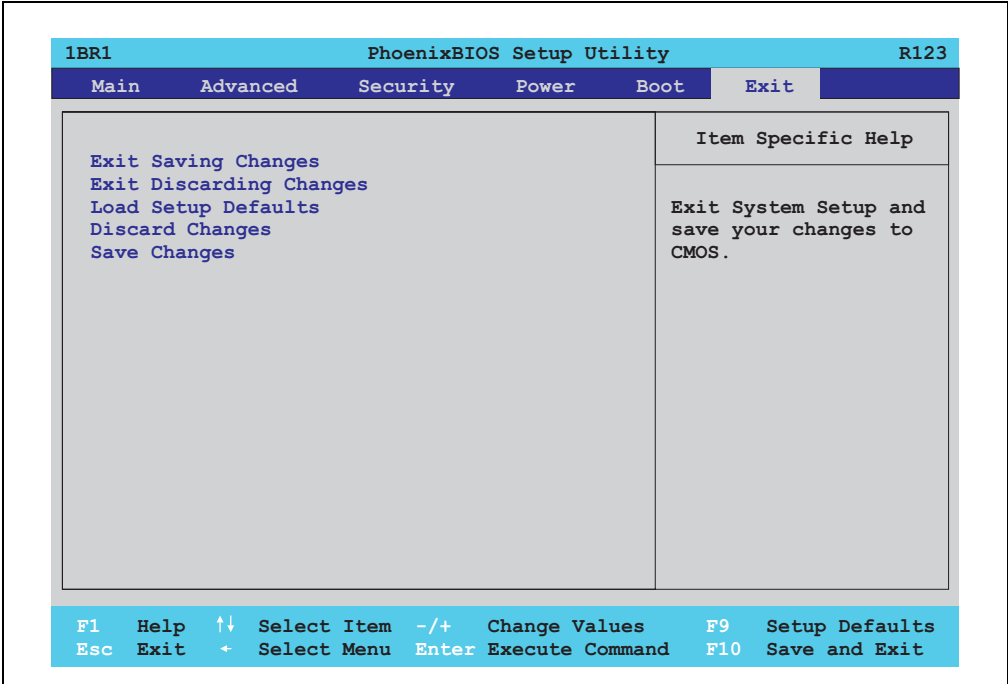 1BR1 PhoenixBIOS Setup Utility R123
Main Advanced Security Power Boot Exit
Item Specific Help
Exit Saving Changes
Exit Discarding Changes
Load Setup Defaults
Discard Changes
Save Changes
Exit System Setup and
save your changes to
CMOS.
F1 Help ↑↓ Select Item -/+ Change Values F9 Setup Defaults
Esc Exit ← Select Menu Enter Execute Command F10 Save and Exit